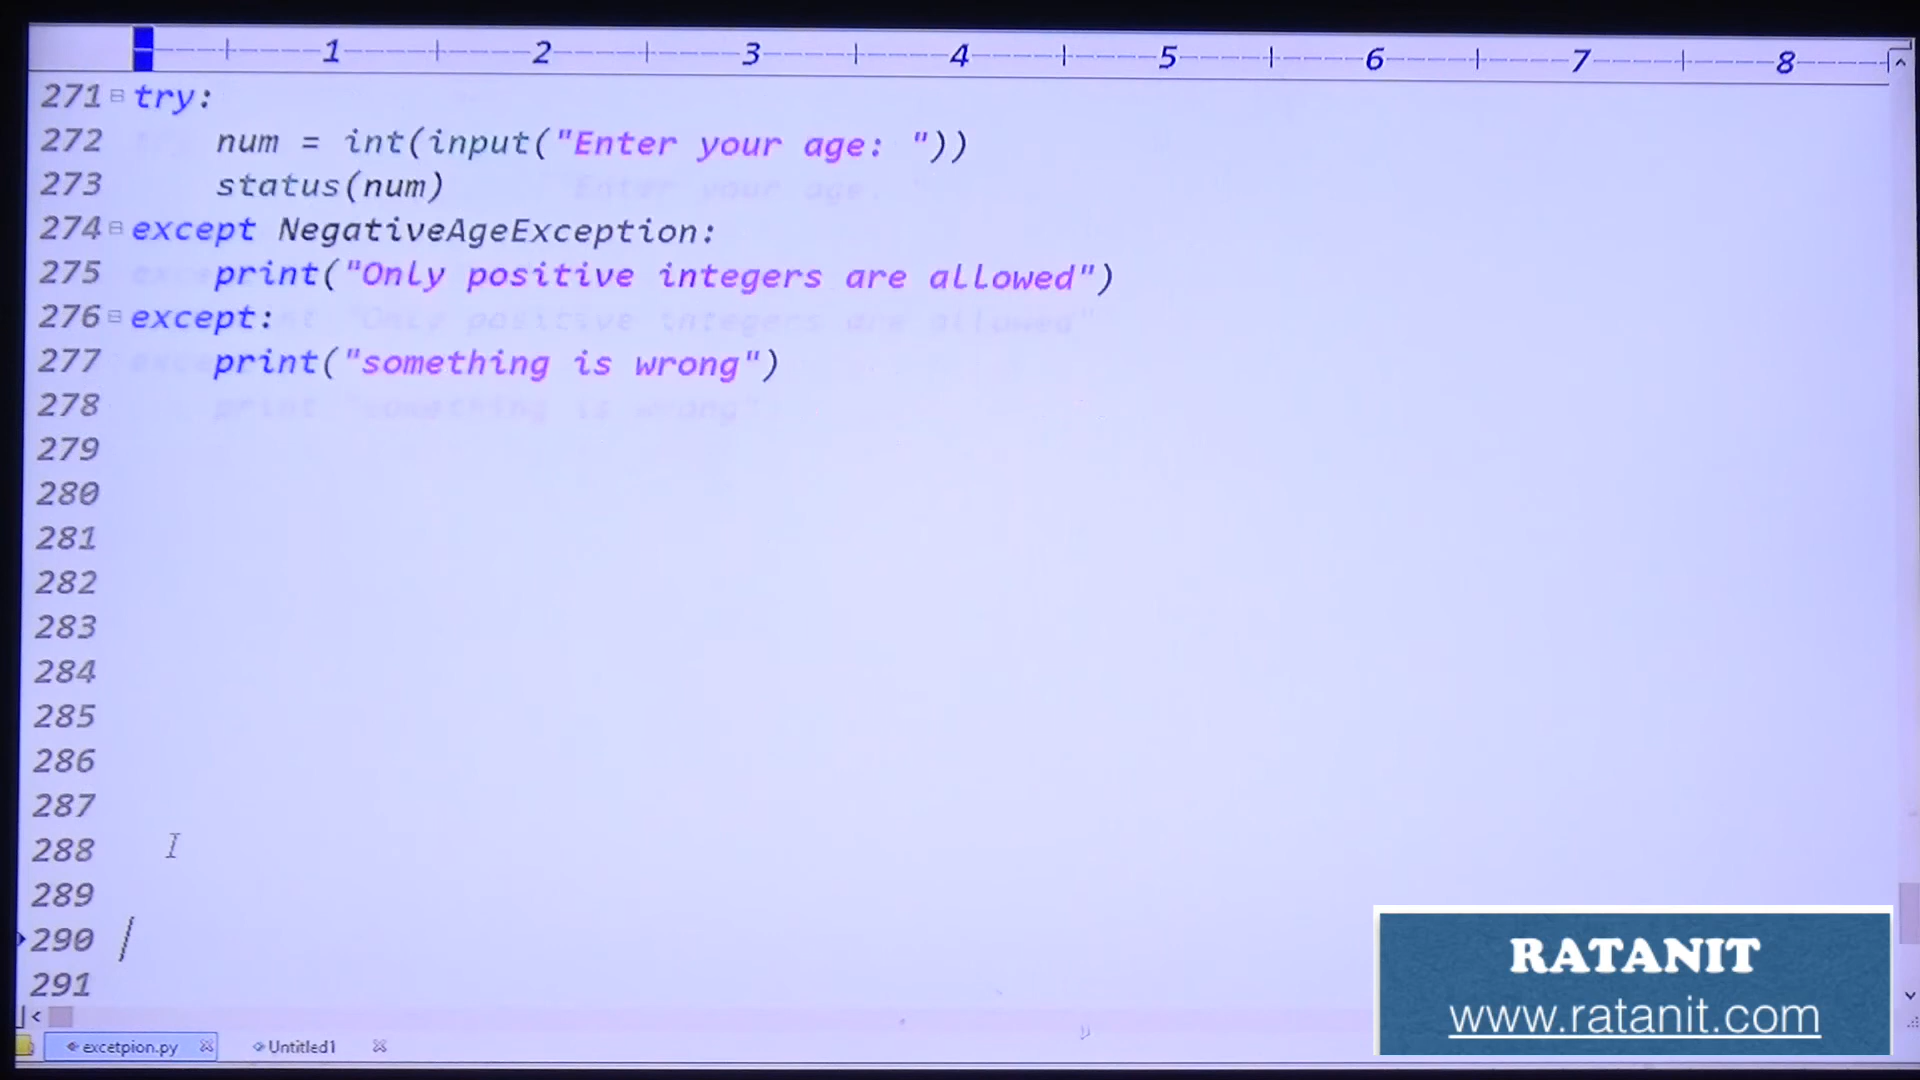 1 2 3 4 5 6 7 8
271 try:
272 num = int(input("Enter your age: "))
273 status(num)
274 except NegativeAgeException:
275 print("Only positive integers are allowed")
276 except:
277 print("something is wrong")
278
279
280
281
282
283
284
285
286
287
288
289
290
291
RATANIT
www.ratanit.com
excetpion.py Untitled1